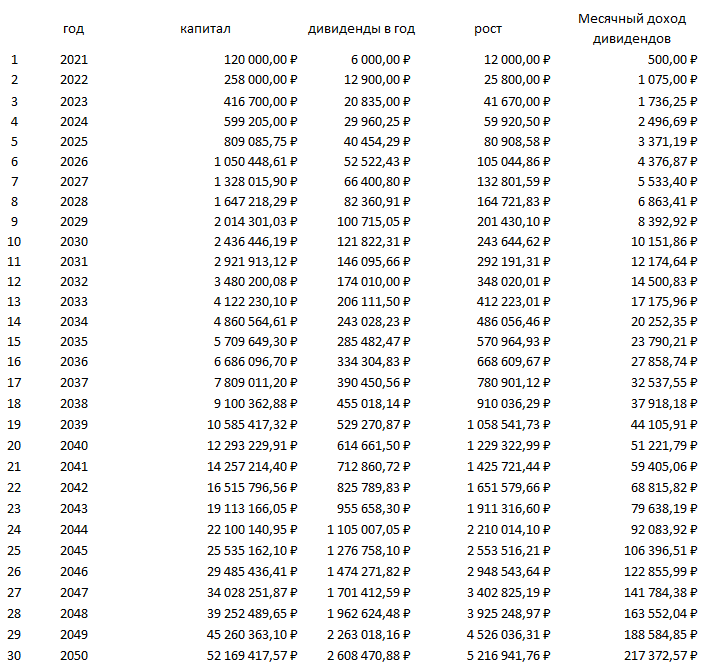 год капитал дивиденды в год рост Месячный доход дивидендов
1 2021 120 000,00 ₽ 6 000,00 ₽ 12 000,00 ₽ 500,00 ₽
2 2022 258 000,00 ₽ 12 900,00 ₽ 25 800,00 ₽ 1 075,00 ₽
3 2023 416 700,00 ₽ 20 835,00 ₽ 41 670,00 ₽ 1 736,25 ₽
4 2024 599 205,00 ₽ 29 960,25 ₽ 59 920,50 ₽ 2 496,69 ₽
5 2025 809 085,75 ₽ 40 454,29 ₽ 80 908,58 ₽ 3 371,19 ₽
6 2026 1 050 448,61 ₽ 52 522,43 ₽ 105 044,86 ₽ 4 376,87 ₽
7 2027 1 328 015,90 ₽ 66 400,80 ₽ 132 801,59 ₽ 5 533,40 ₽
8 2028 1 647 218,29 ₽ 82 360,91 ₽ 164 721,83 ₽ 6 863,41 ₽
9 2029 2 014 301,03 ₽ 100 715,05 ₽ 201 430,10 ₽ 8 392,92 ₽
10 2030 2 436 446,19 ₽ 121 822,31 ₽ 243 644,62 ₽ 10 151,86 ₽
11 2031 2 921 913,12 ₽ 146 095,66 ₽ 292 191,31 ₽ 12 174,64 ₽
12 2032 3 480 200,08 ₽ 174 010,00 ₽ 348 020,01 ₽ 14 500,83 ₽
13 2033 4 122 230,10 ₽ 206 111,50 ₽ 412 223,01 ₽ 17 175,96 ₽
14 2034 4 860 564,61 ₽ 243 028,23 ₽ 486 056,46 ₽ 20 252,35 ₽
15 2035 5 709 649,30 ₽ 285 482,47 ₽ 570 964,93 ₽ 23 790,21 ₽
16 2036 6 686 096,70 ₽ 334 304,83 ₽ 668 609,67 ₽ 27 858,74 ₽
17 2037 7 809 011,20 ₽ 390 450,56 ₽ 780 901,12 ₽ 32 537,55 ₽
18 2038 9 100 362,88 ₽ 455 018,14 ₽ 910 036,29 ₽ 37 918,18 ₽
19 2039 10 585 417,32 ₽ 529 270,87 ₽ 1 058 541,73 ₽ 44 105,91 ₽
20 2040 12 293 229,91 ₽ 614 661,50 ₽ 1 229 322,99 ₽ 51 221,79 ₽
21 2041 14 257 214,40 ₽ 712 860,72 ₽ 1 425 721,44 ₽ 59 405,06 ₽
22 2042 16 515 796,56 ₽ 825 789,83 ₽ 1 651 579,66 ₽ 68 815,82 ₽
23 2043 19 113 166,05 ₽ 955 658,30 ₽ 1 911 316,60 ₽ 79 638,19 ₽
24 2044 22 100 140,95 ₽ 1 105 007,05 ₽ 2 210 014,10 ₽ 92 083,92 ₽
25 2045 25 535 162,10 ₽ 1 276 758,10 ₽ 2 553 516,21 ₽ 106 396,51 ₽
26 2046 29 485 436,41 ₽ 1 474 271,82 ₽ 2 948 543,64 ₽ 122 855,99 ₽
27 2047 34 028 251,87 ₽ 1 701 412,59 ₽ 3 402 825,19 ₽ 141 784,38 ₽
28 2048 39 252 489,65 ₽ 1 962 624,48 ₽ 3 925 248,97 ₽ 163 552,04 ₽
29 2049 45 260 363,10 ₽ 2 263 018,16 ₽ 4 526 036,31 ₽ 188 584,85 ₽
30 2050 52 169 417,57 ₽ 2 608 470,88 ₽ 5 216 941,76 ₽ 217 372,57 ₽